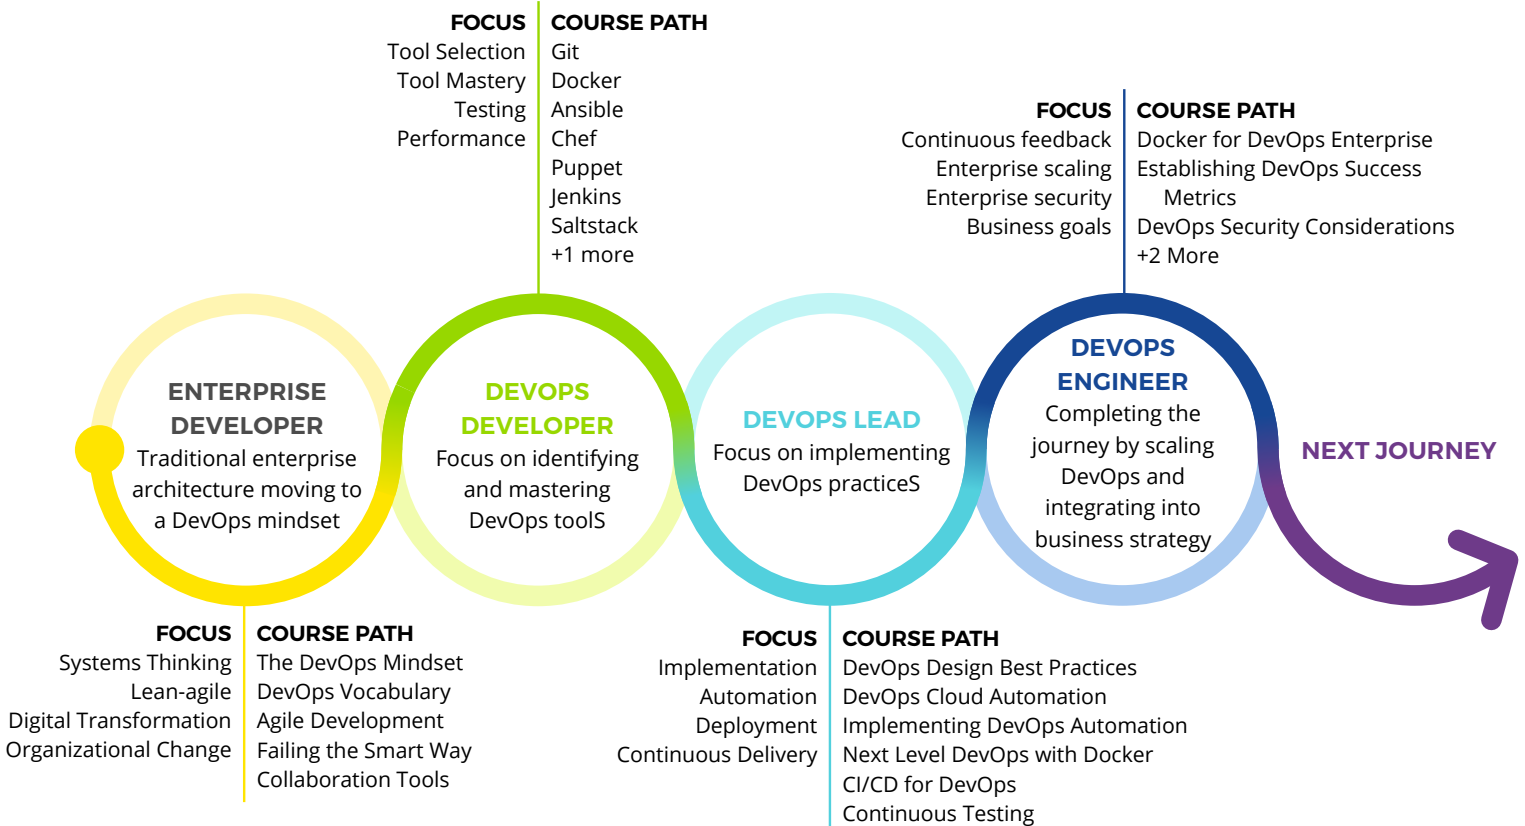 FOCUS
Tool Selection
Tool Mastery
Testing
Performance
COURSE PATH
Git
Docker
Ansible
Chef
Puppet
Jenkins
Saltstack
+1 more
FOCUS
Continuous feedback
Enterprise scaling
Enterprise security
Business goals
COURSE PATH
Docker for DevOps Enterprise
Establishing DevOps Success
Metrics
DevOps Security Considerations
+2 More
ENTERPRISE
DEVELOPER
Traditional enterprise
architecture moving to
a DevOps mindset
DEVOPS
DEVELOPER
Focus on identifying
and mastering
DevOps toolS
DEVOPS LEAD
Focus on implementing
DevOps practiceS
DEVOPS
ENGINEER
Completing the
journey by scaling
DevOps and
integrating into
business strategy
NEXT JOURNEY
FOCUS
Systems Thinking
Lean-agile
Digital Transformation
Organizational Change
COURSE PATH
The DevOps Mindset
DevOps Vocabulary
Agile Development
Failing the Smart Way
Collaboration Tools
FOCUS
Implementation
Automation
Deployment
Continuous Delivery
COURSE PATH
DevOps Design Best Practices
DevOps Cloud Automation
Implementing DevOps Automation
Next Level DevOps with Docker
CI/CD for DevOps
Continuous Testing